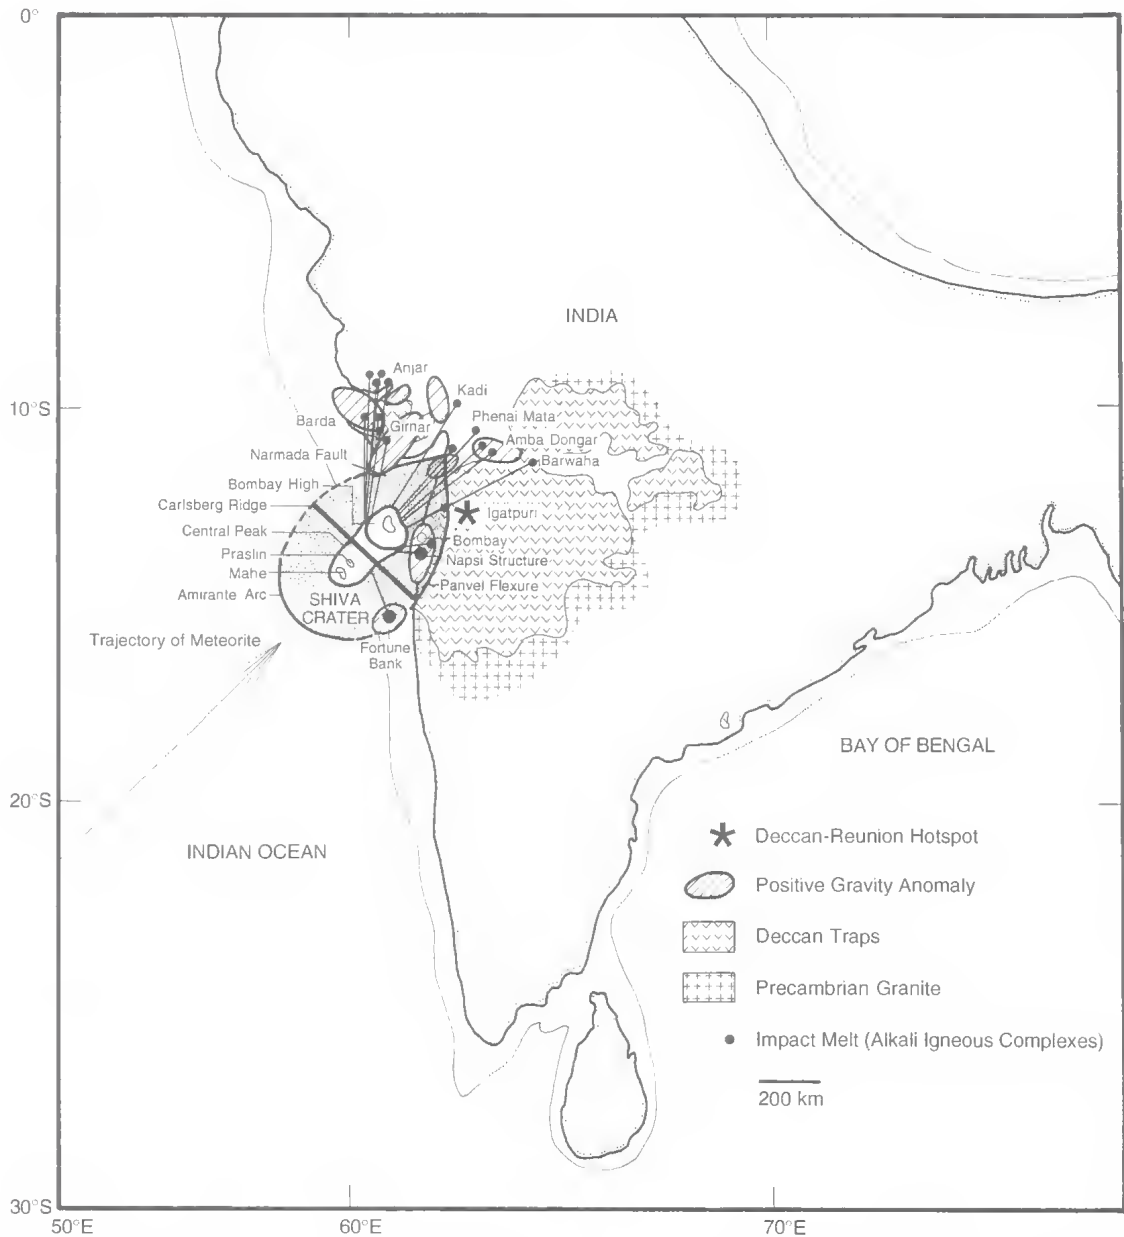 0°
INDIA
Anjar
Kadi
10°S
Barda
Girnar
Phenai Mata
Narmada Fault
Amba Dongar
Barwaha
Bombay High
Carlsberg Ridge
Igatpuri
Central Peak
Bombay
Praslin
Napsi Structure
Mahe
Panvel Flexure
Amirante Arc
SHIVA
CRATER
Trajectory of Meteorite
Fortune
Bank
BAY OF BENGAL
20°S
INDIAN OCEAN
Deccan-Reunion Hotspot
Positive Gravity Anomaly
Deccan Traps
Precambrian Granite
Impact Melt (Alkali Igneous Complexes)
200 km
30°S
50°E
60°E
70°E